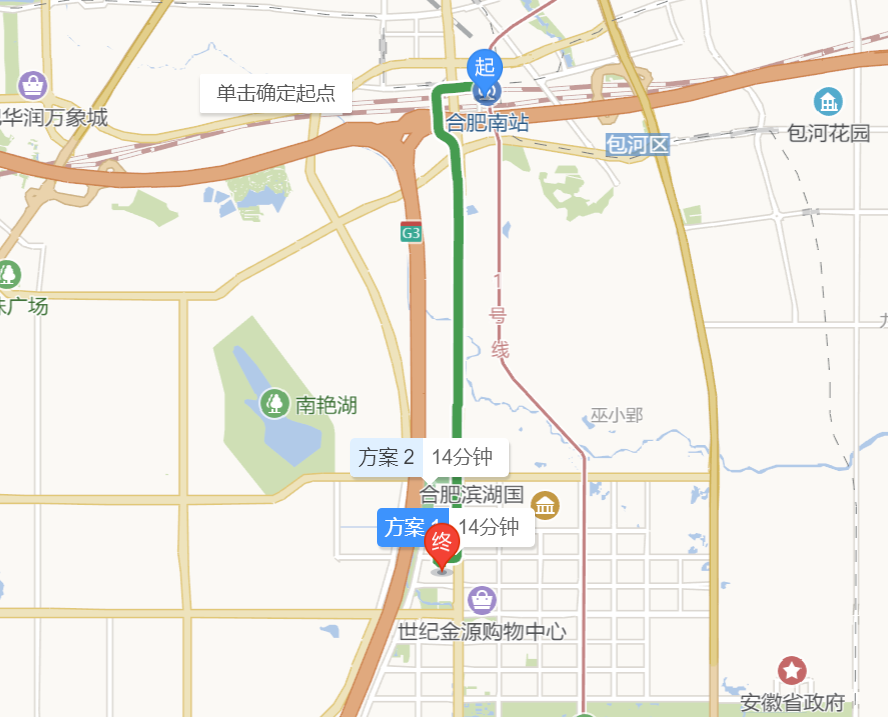 起
单击确定起点
华润万象城
合肥南站
包河花园
包河区
G3
广场
1号线
南艳湖
巫小郢
方案 2 14分钟
合肥滨湖国
方案 1 14分钟
终
世纪金源购物中心
安徽省政府